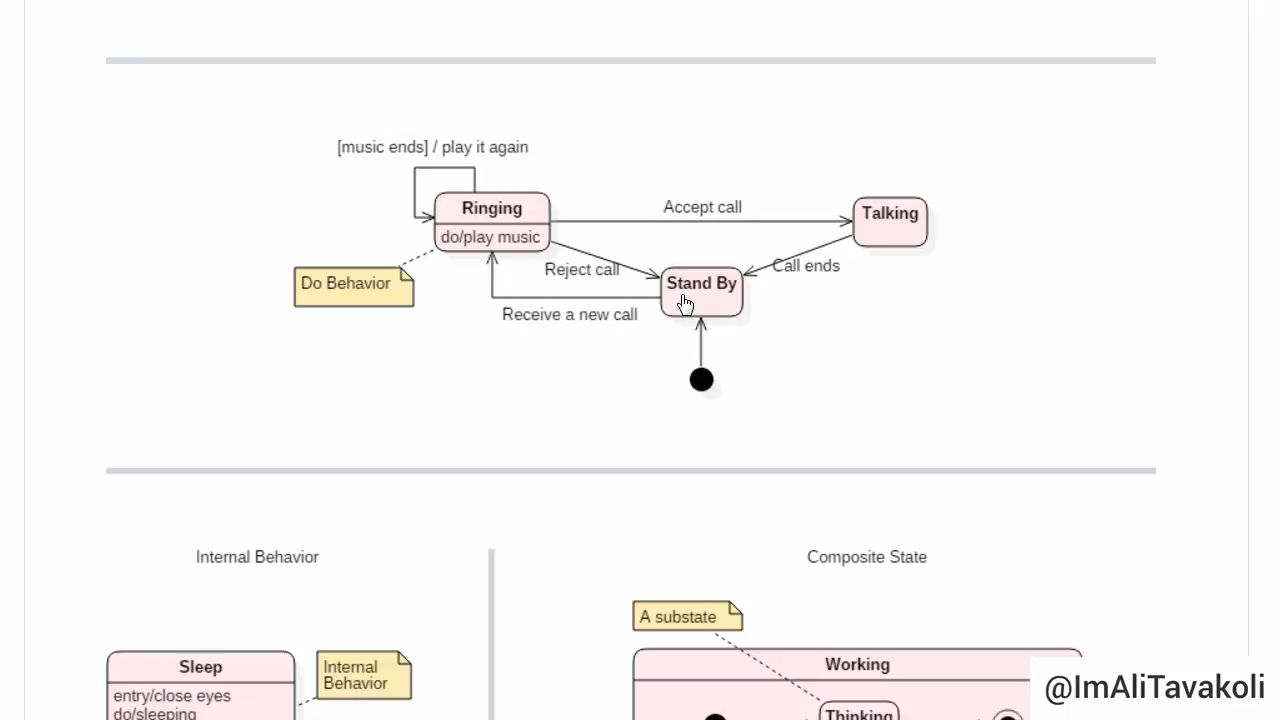 [music ends] / play it again
Ringing
do/play music
Accept call
Talking
Reject call
Call ends
Do Behavior
Stand By
Receive a new call
Internal Behavior
Composite State
A substate
Sleep
Internal
Behavior
Working
entry/close eyes
do/sleeping
Thinking
@ImAliTavakoli